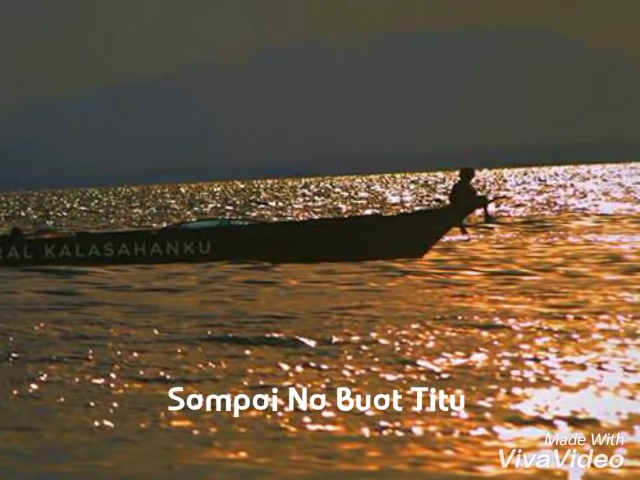 RAL KALASAHANKU
Sampai Na Buat Titu
Made With
VivaVideo